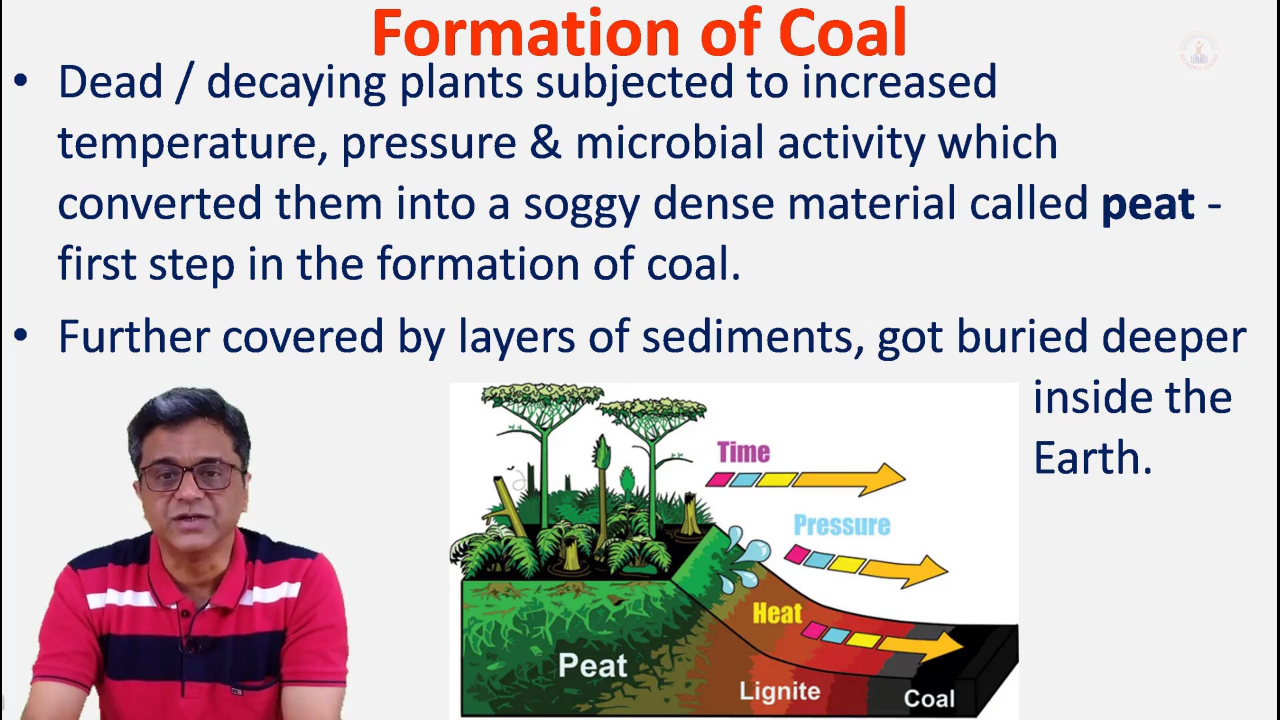 Formation of Coal
• Dead / decaying plants subjected to increased
temperature, pressure & microbial activity which
converted them into a soggy dense material called peat -
first step in the formation of coal.
• Further covered by layers of sediments, got buried deeper
inside the
Earth.
Time
Pressure
Heat
Peat
Lignite
Coal